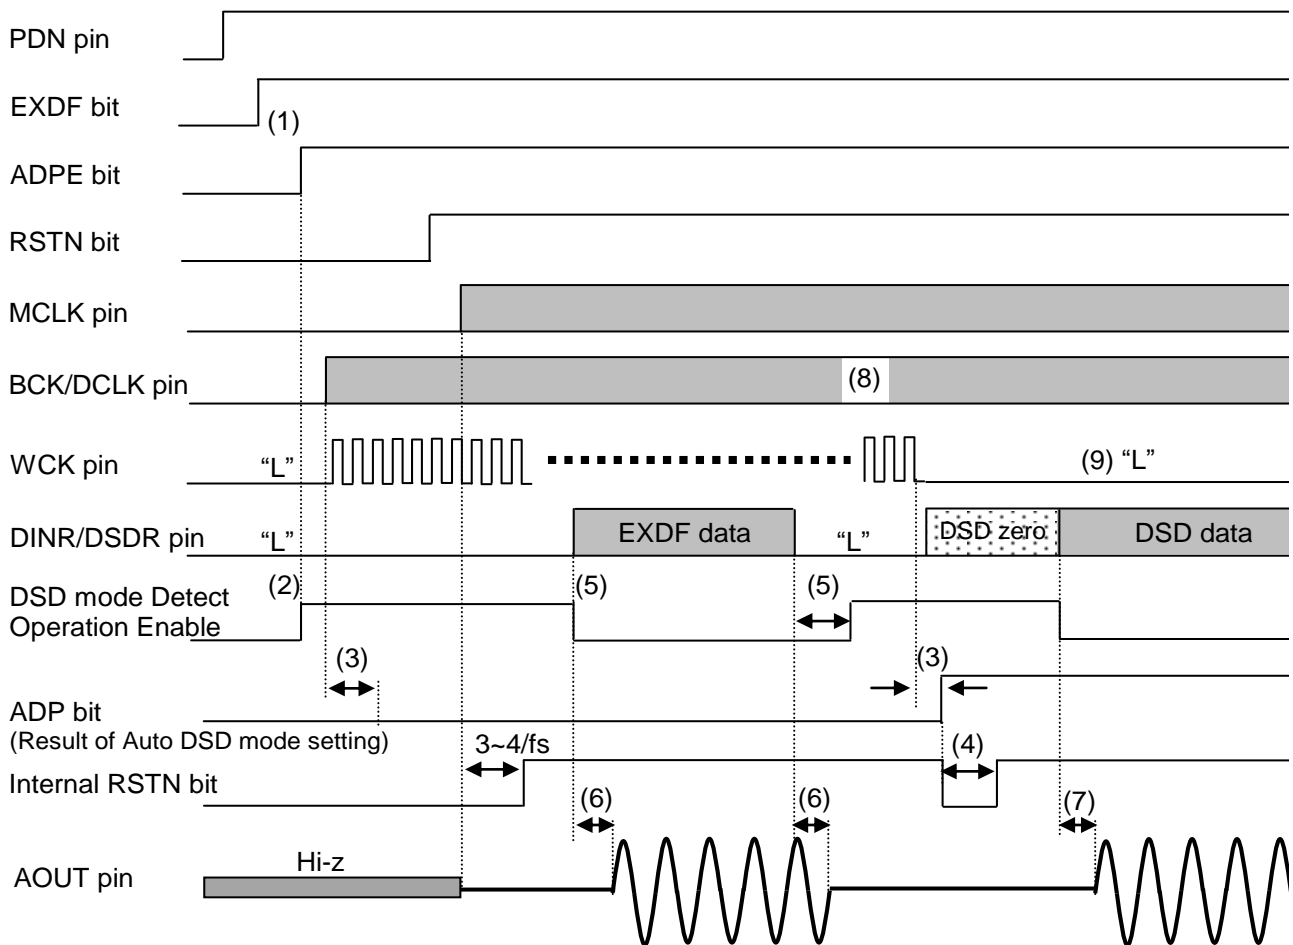 PDN pin
EXDF bit
(1)
ADPE bit
RSTN bit
MCLK pin
BCK/DCLK pin
(8)
WCK pin
“L”
(9) “L”
DINR/DSDR pin
“L”
EXDF data
“L”
DSD zero
DSD data
DSD mode Detect
Operation Enable
(2)
(5)
(5)
(3)
(3)
ADP bit
(Result of Auto DSD mode setting)
3~4/fs
(4)
Internal RSTN bit
(6)
(6)
(7)
AOUT pin
Hi-z